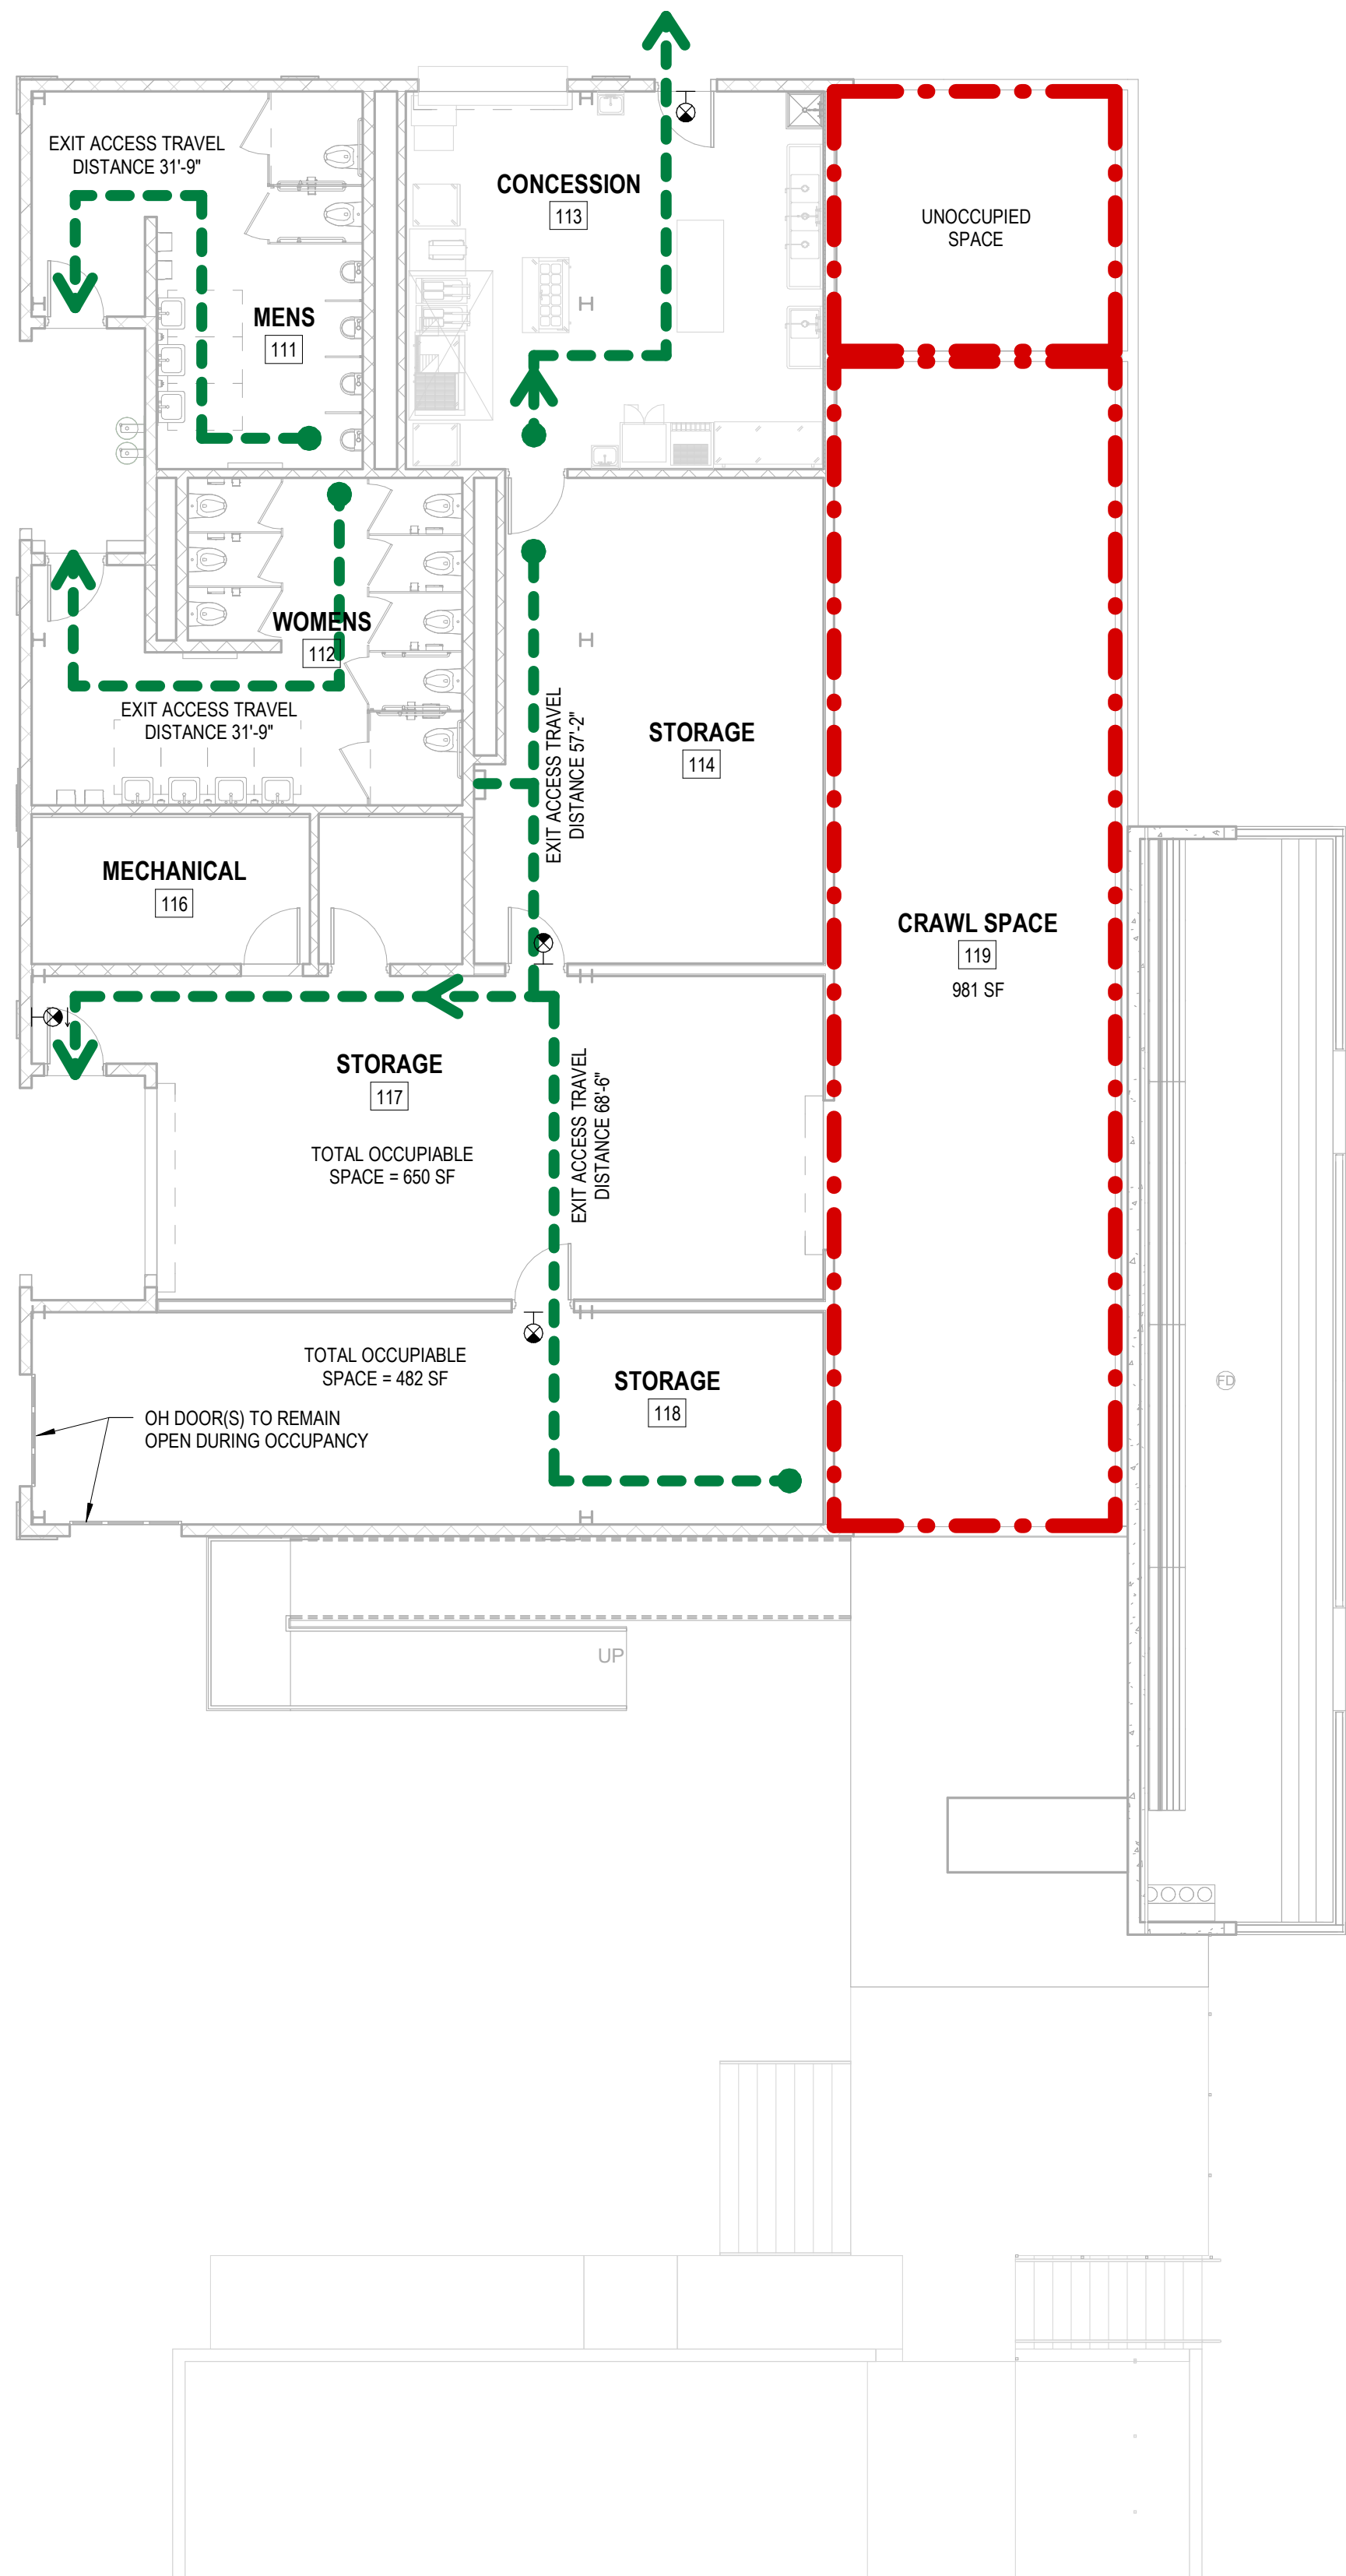 EXIT ACCESS TRAVEL
DISTANCE 31'-9"
CONCESSION
113
UNOCCUPIED
SPACE
MENS
111
WOMENS
112
EXIT ACCESS TRAVEL
DISTANCE 31'-9"
EXIT ACCESS TRAVEL
DISTANCE 57'-2"
STORAGE
114
MECHANICAL
116
CRAWL SPACE
119
981 SF
STORAGE
117
EXIT ACCESS TRAVEL
DISTANCE 68'-6"
TOTAL OCCUPIABLE
SPACE = 650 SF
TOTAL OCCUPIABLE
SPACE = 482 SF
STORAGE
118
FD
OH DOOR(S) TO REMAIN
OPEN DURING OCCUPANCY
UP